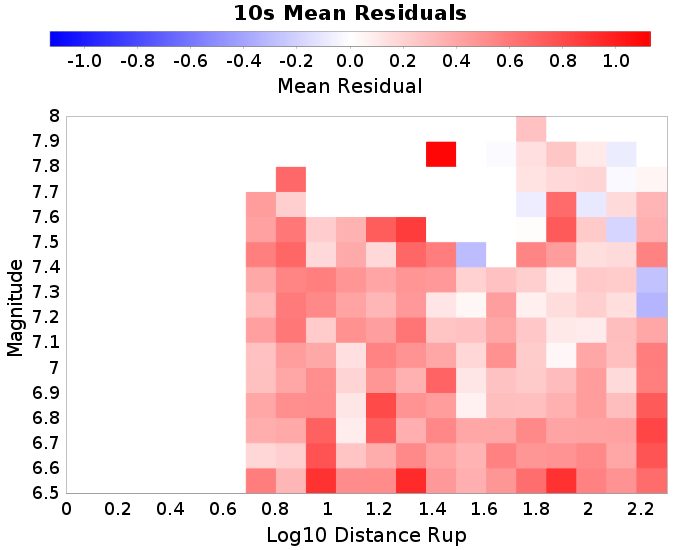 10s Mean Residuals
-1.0 -0.8 -0.6 -0.4 -0.2 0.0 0.2 0.4 0.6 0.8 1.0
Mean Residual
8
7.9
7.8
7.7
7.6
7.5
7.4
7.3
7.2
7.1
7
6.9
6.8
6.7
6.6
6.5
Magnitude
0 0.2 0.4 0.6 0.8 1 1.2 1.4 1.6 1.8 2 2.2
Log10 Distance Rup